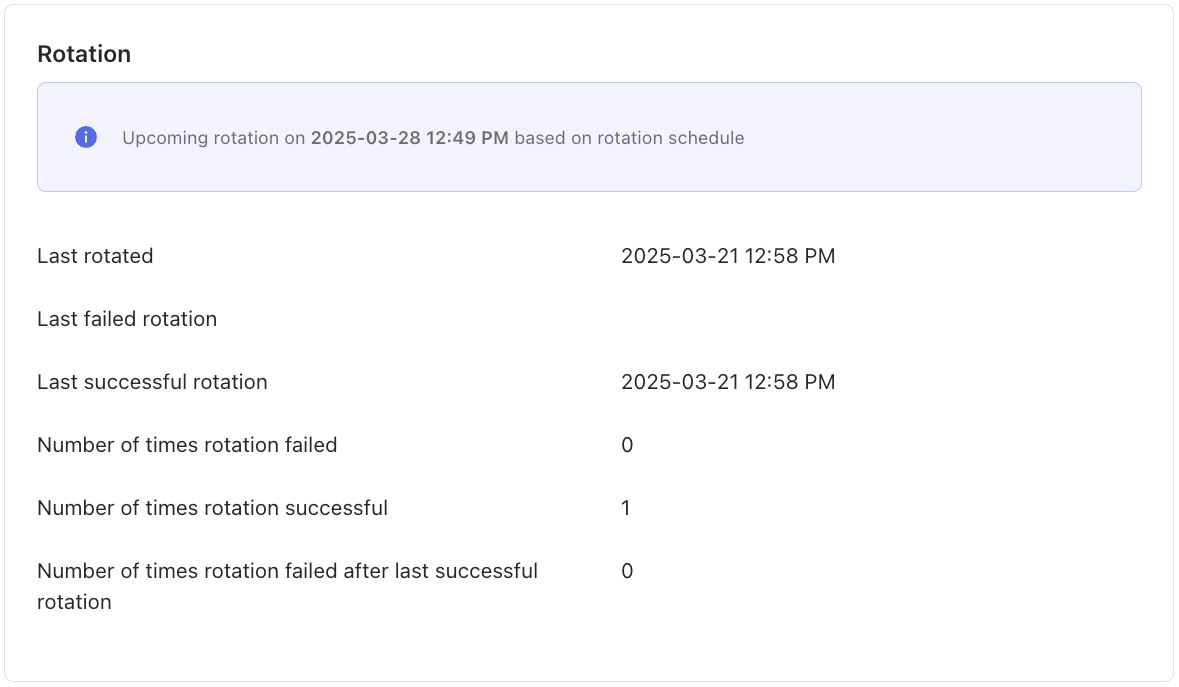 Rotation
Upcoming rotation on 2025-03-28 12:49 PM based on rotation schedule
Last rotated 2025-03-21 12:58 PM
Last failed rotation
Last successful rotation 2025-03-21 12:58 PM
Number of times rotation failed 0
Number of times rotation successful 1
Number of times rotation failed after last successful 0
rotation